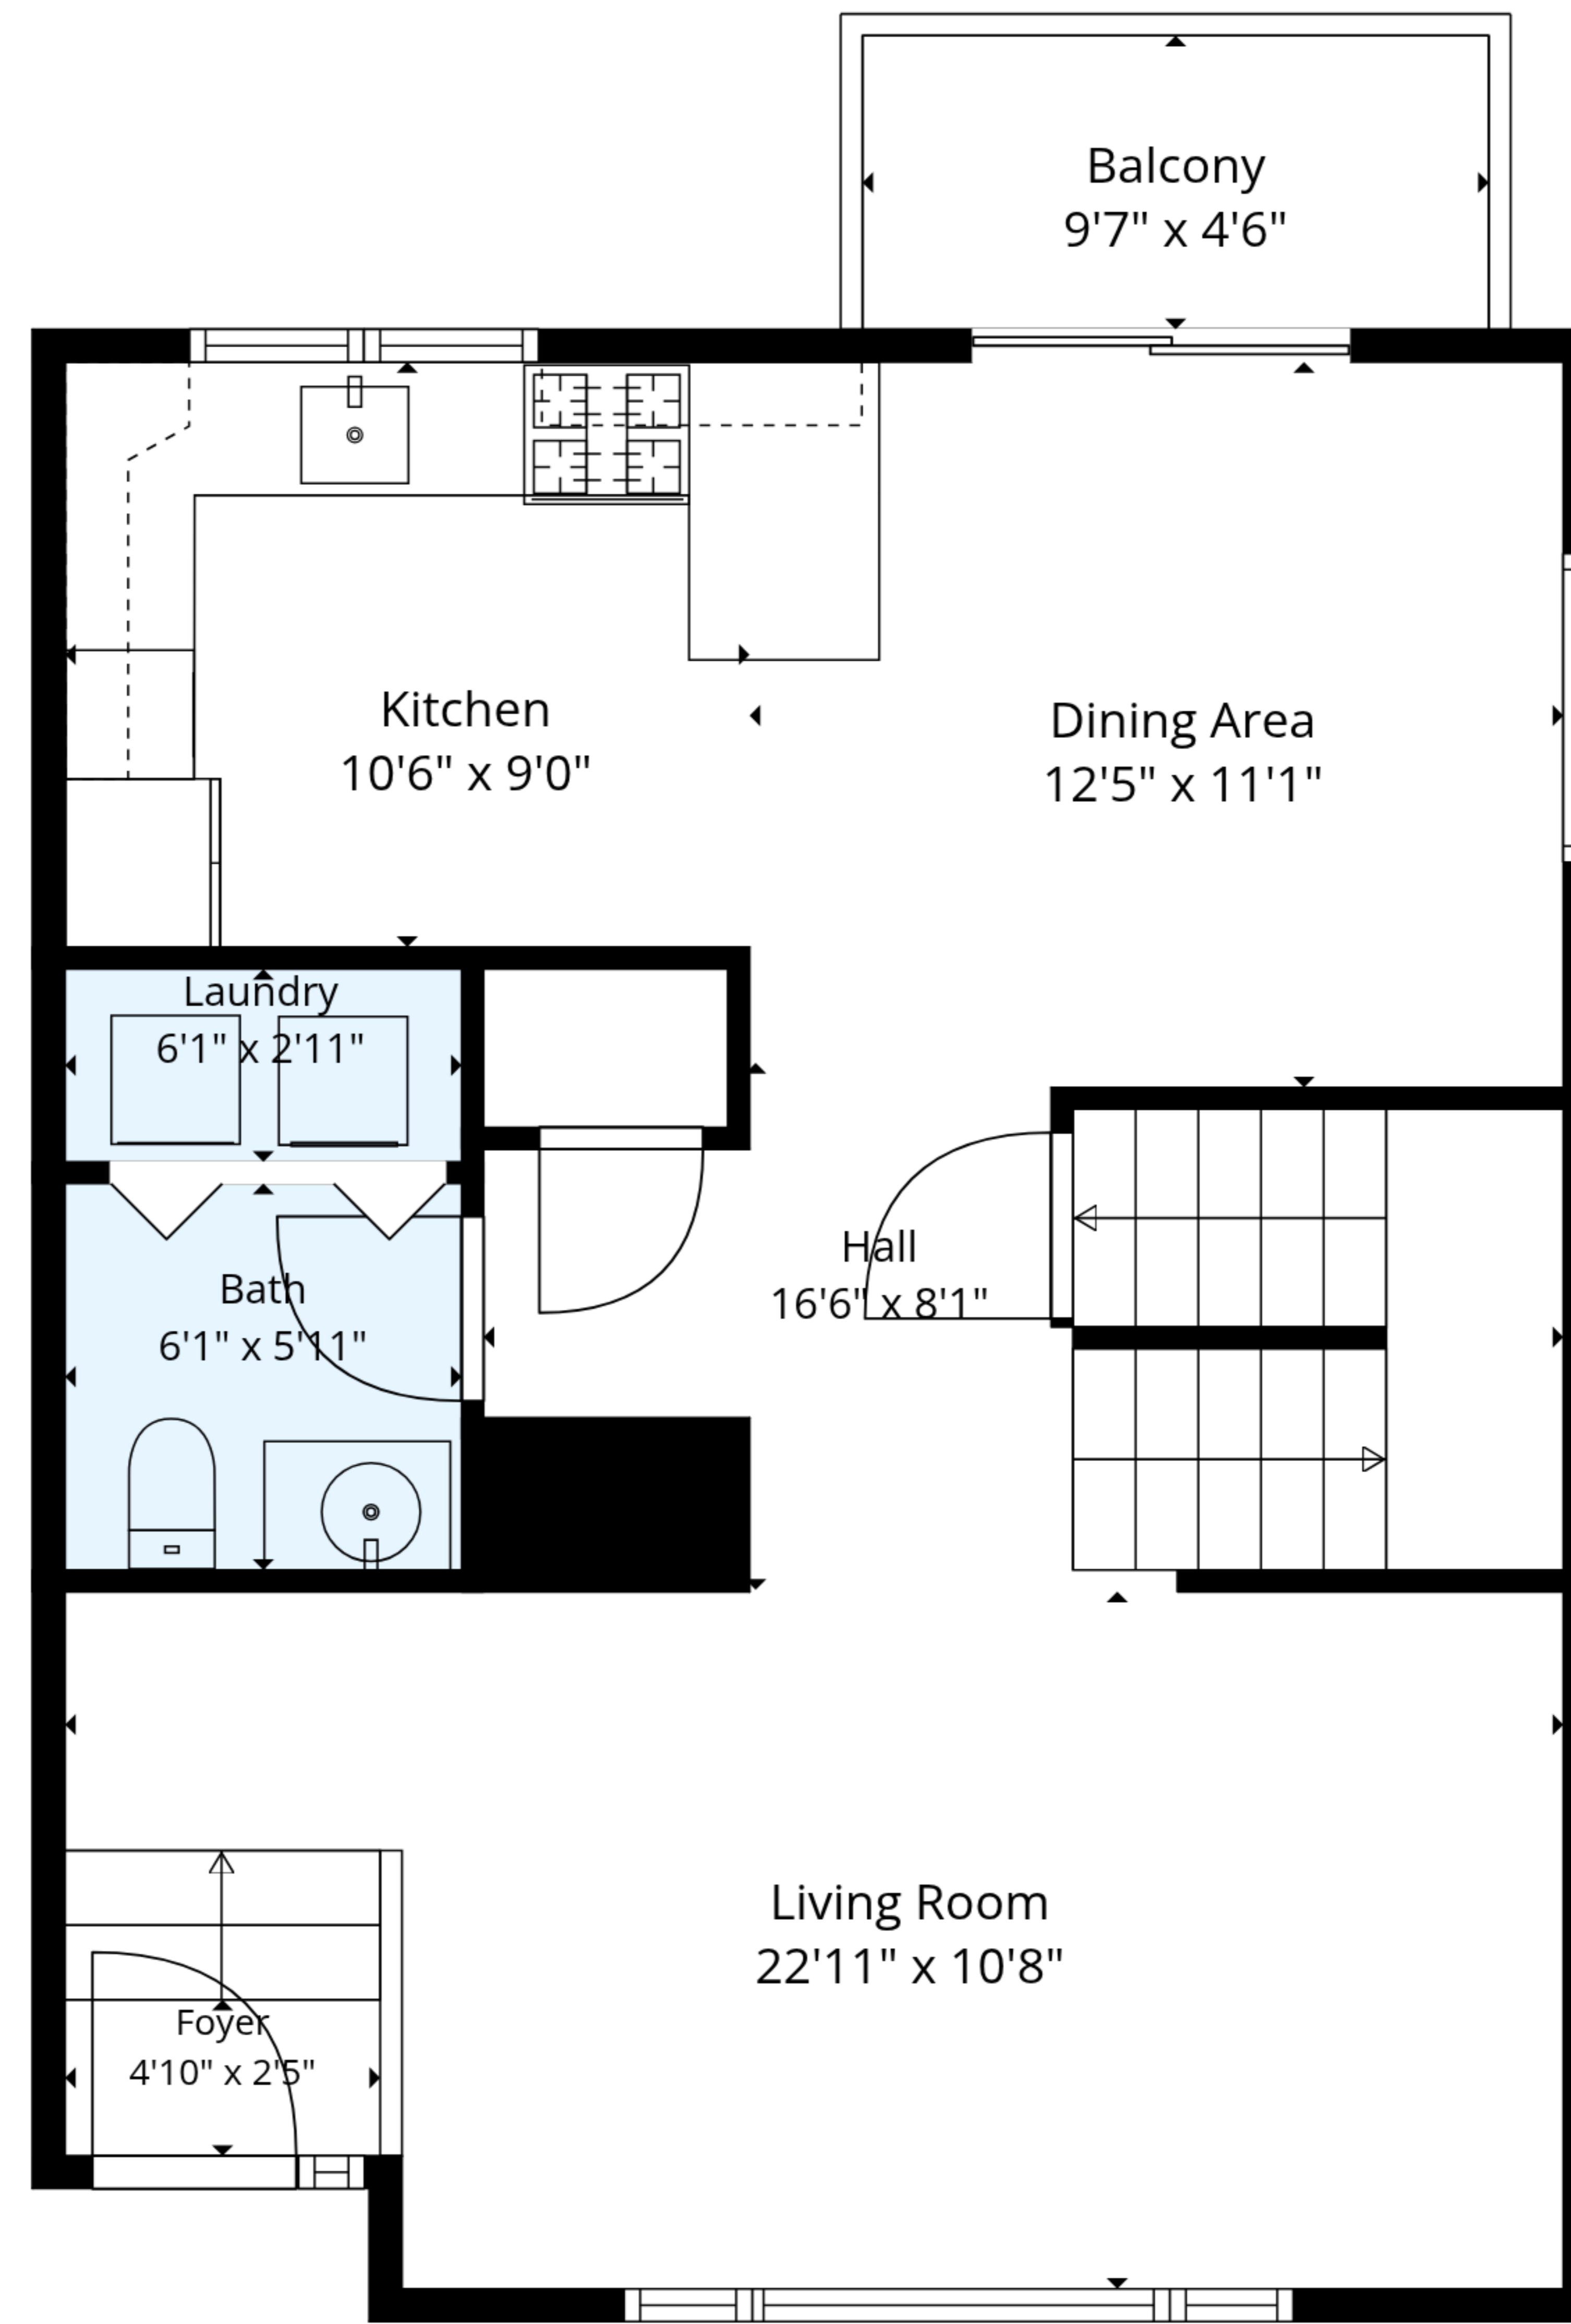 Balcony
9'7" x 4'6"
Kitchen
10'6" x 9'0"
Dining Area
12'5" x 11'1"
Laundry
6'1" x 2'11"
Hall
16'6" x 8'1"
Bath
6'1" x 5'11"
Living Room
22'11" x 10'8"
Foyer
4'10" x 2'5"